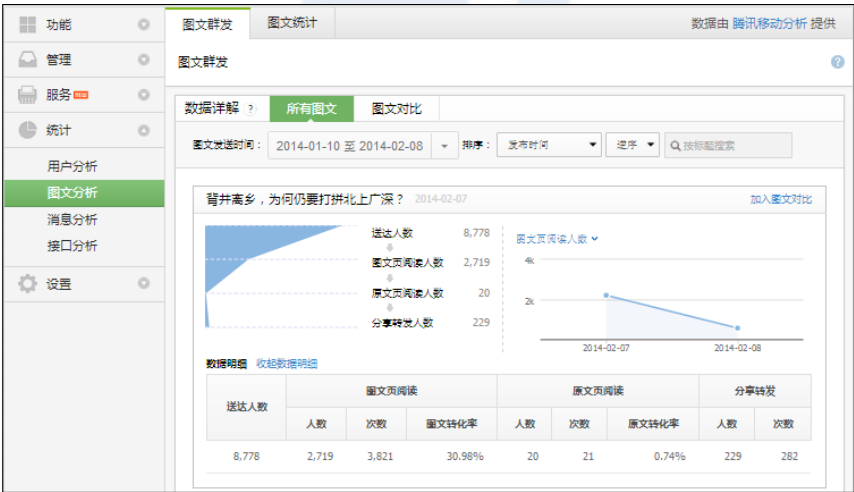 功能
管理
服务 new
统计
用户分析
图文分析
消息分析
接口分析
设置
图文群发 图文统计 数据由 腾讯移动分析 提供
图文群发 ?
数据详解 ? 所有图文 图文对比
图文发送时间： 2014-01-10 至 2014-02-08 排序： 发布时间 逆序 按标题搜索
背井离乡，为何仍要打拼北上广深？ 2014-02-07 加入图文对比
送达人数 8,778
图文页阅读人数 2,719
原文页阅读人数 20
分享转发人数 229
图文页阅读人数
4k
2k
2014-02-07 2014-02-08
数据明细 收起数据明细
送达人数 图文页阅读 原文页阅读 分享转发
人数 次数 图文转化率 人数 次数 原文转化率 人数 次数
8,778 2,719 3,821 30.98% 20 21 0.74% 229 282